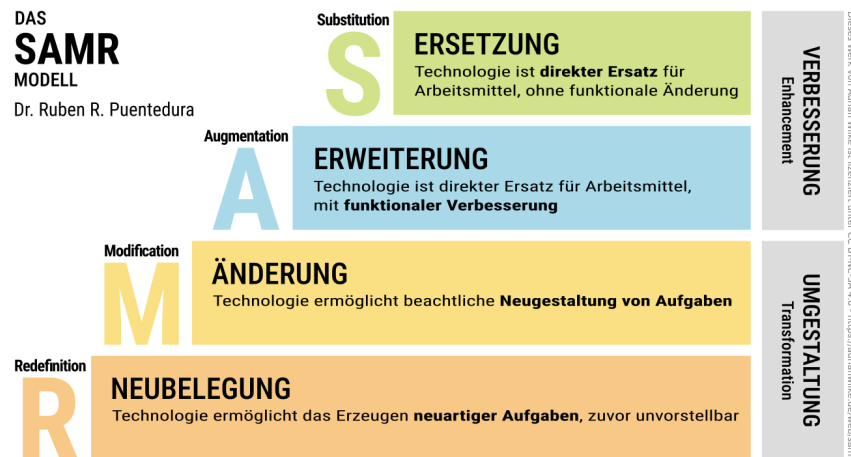 DAS
SAMR
MODELL
Dr. Ruben R. Puentedura
Substitution
S
ERSETZUNG
Technologie ist direkter Ersatz für
Arbeitsmittel, ohne funktionale Änderung
Augmentation
A
ERWEITERUNG
Technologie ist direkter Ersatz für Arbeitsmittel,
mit funktionaler Verbesserung
VERBESSERUNG
Enhancement
Modification
M
ÄNDERUNG
Technologie ermöglicht beachtliche Neugestaltung von Aufgaben
Redefinition
R
NEUBELEGUNG
Technologie ermöglicht das Erzeugen neuartiger Aufgaben, zuvor unvorstellbar
UMGESTALTUNG
Transformation